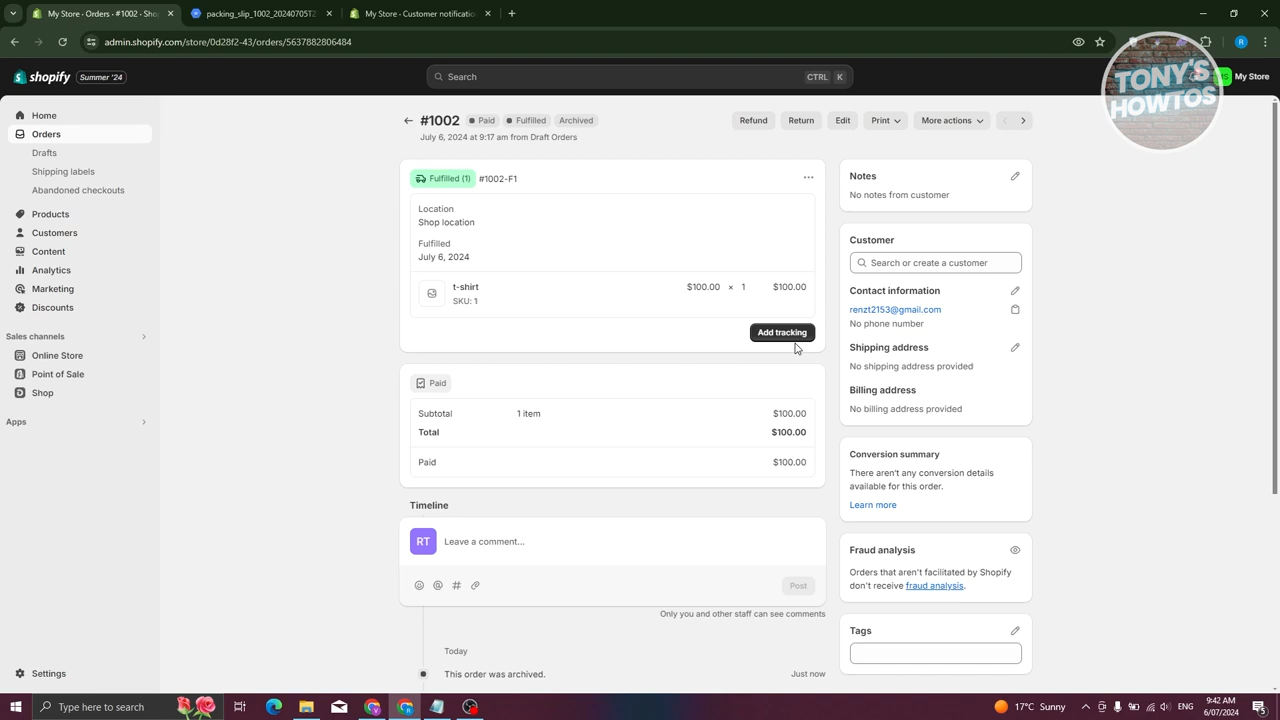 My Store · Orders · #1002 · Shop
packing_slip_1002_20240705T2
My Store · Curren Fulfillment
admin.shopify.com/store/0d28f2-43/orders/5637882806484
R
shopify
Summer '24
Search
CTRL
K
My Store
TONY'S
HOWTOS
Home
Orders
Drafts
Shipping labels
Abandoned checkouts
Products
Customers
Content
Analytics
Marketing
Discounts
Sales channels
Online Store
Point of Sale
Shop
Apps
Settings
#1002
Paid
Fulfilled
Archived
July 6, 2024 at 9:17 am from Draft Orders
Refund
Return
Edit
Print
More actions
Fulfilled (1)
#1002-F1
Location
Shop location
Fulfilled
July 6, 2024
t-shirt
$100.00 × 1
$100.00
SKU: 1
Add tracking
Paid
Subtotal
1 item
$100.00
Total
$100.00
Paid
$100.00
Timeline
RT
Leave a comment...
Post
Only you and other staff can see comments
Today
This order was archived.
Just now
Notes
No notes from customer
Customer
Search or create a customer
Contact information
renzt2153@gmail.com
No phone number
Shipping address
No shipping address provided
Billing address
No billing address provided
Conversion summary
There aren't any conversion details
available for this order.
Learn more
Fraud analysis
Orders that aren't facilitated by Shopify
don't receive fraud analysis.
Tags
Type here to search
17°C Sunny
9:42 AM
6/07/2024